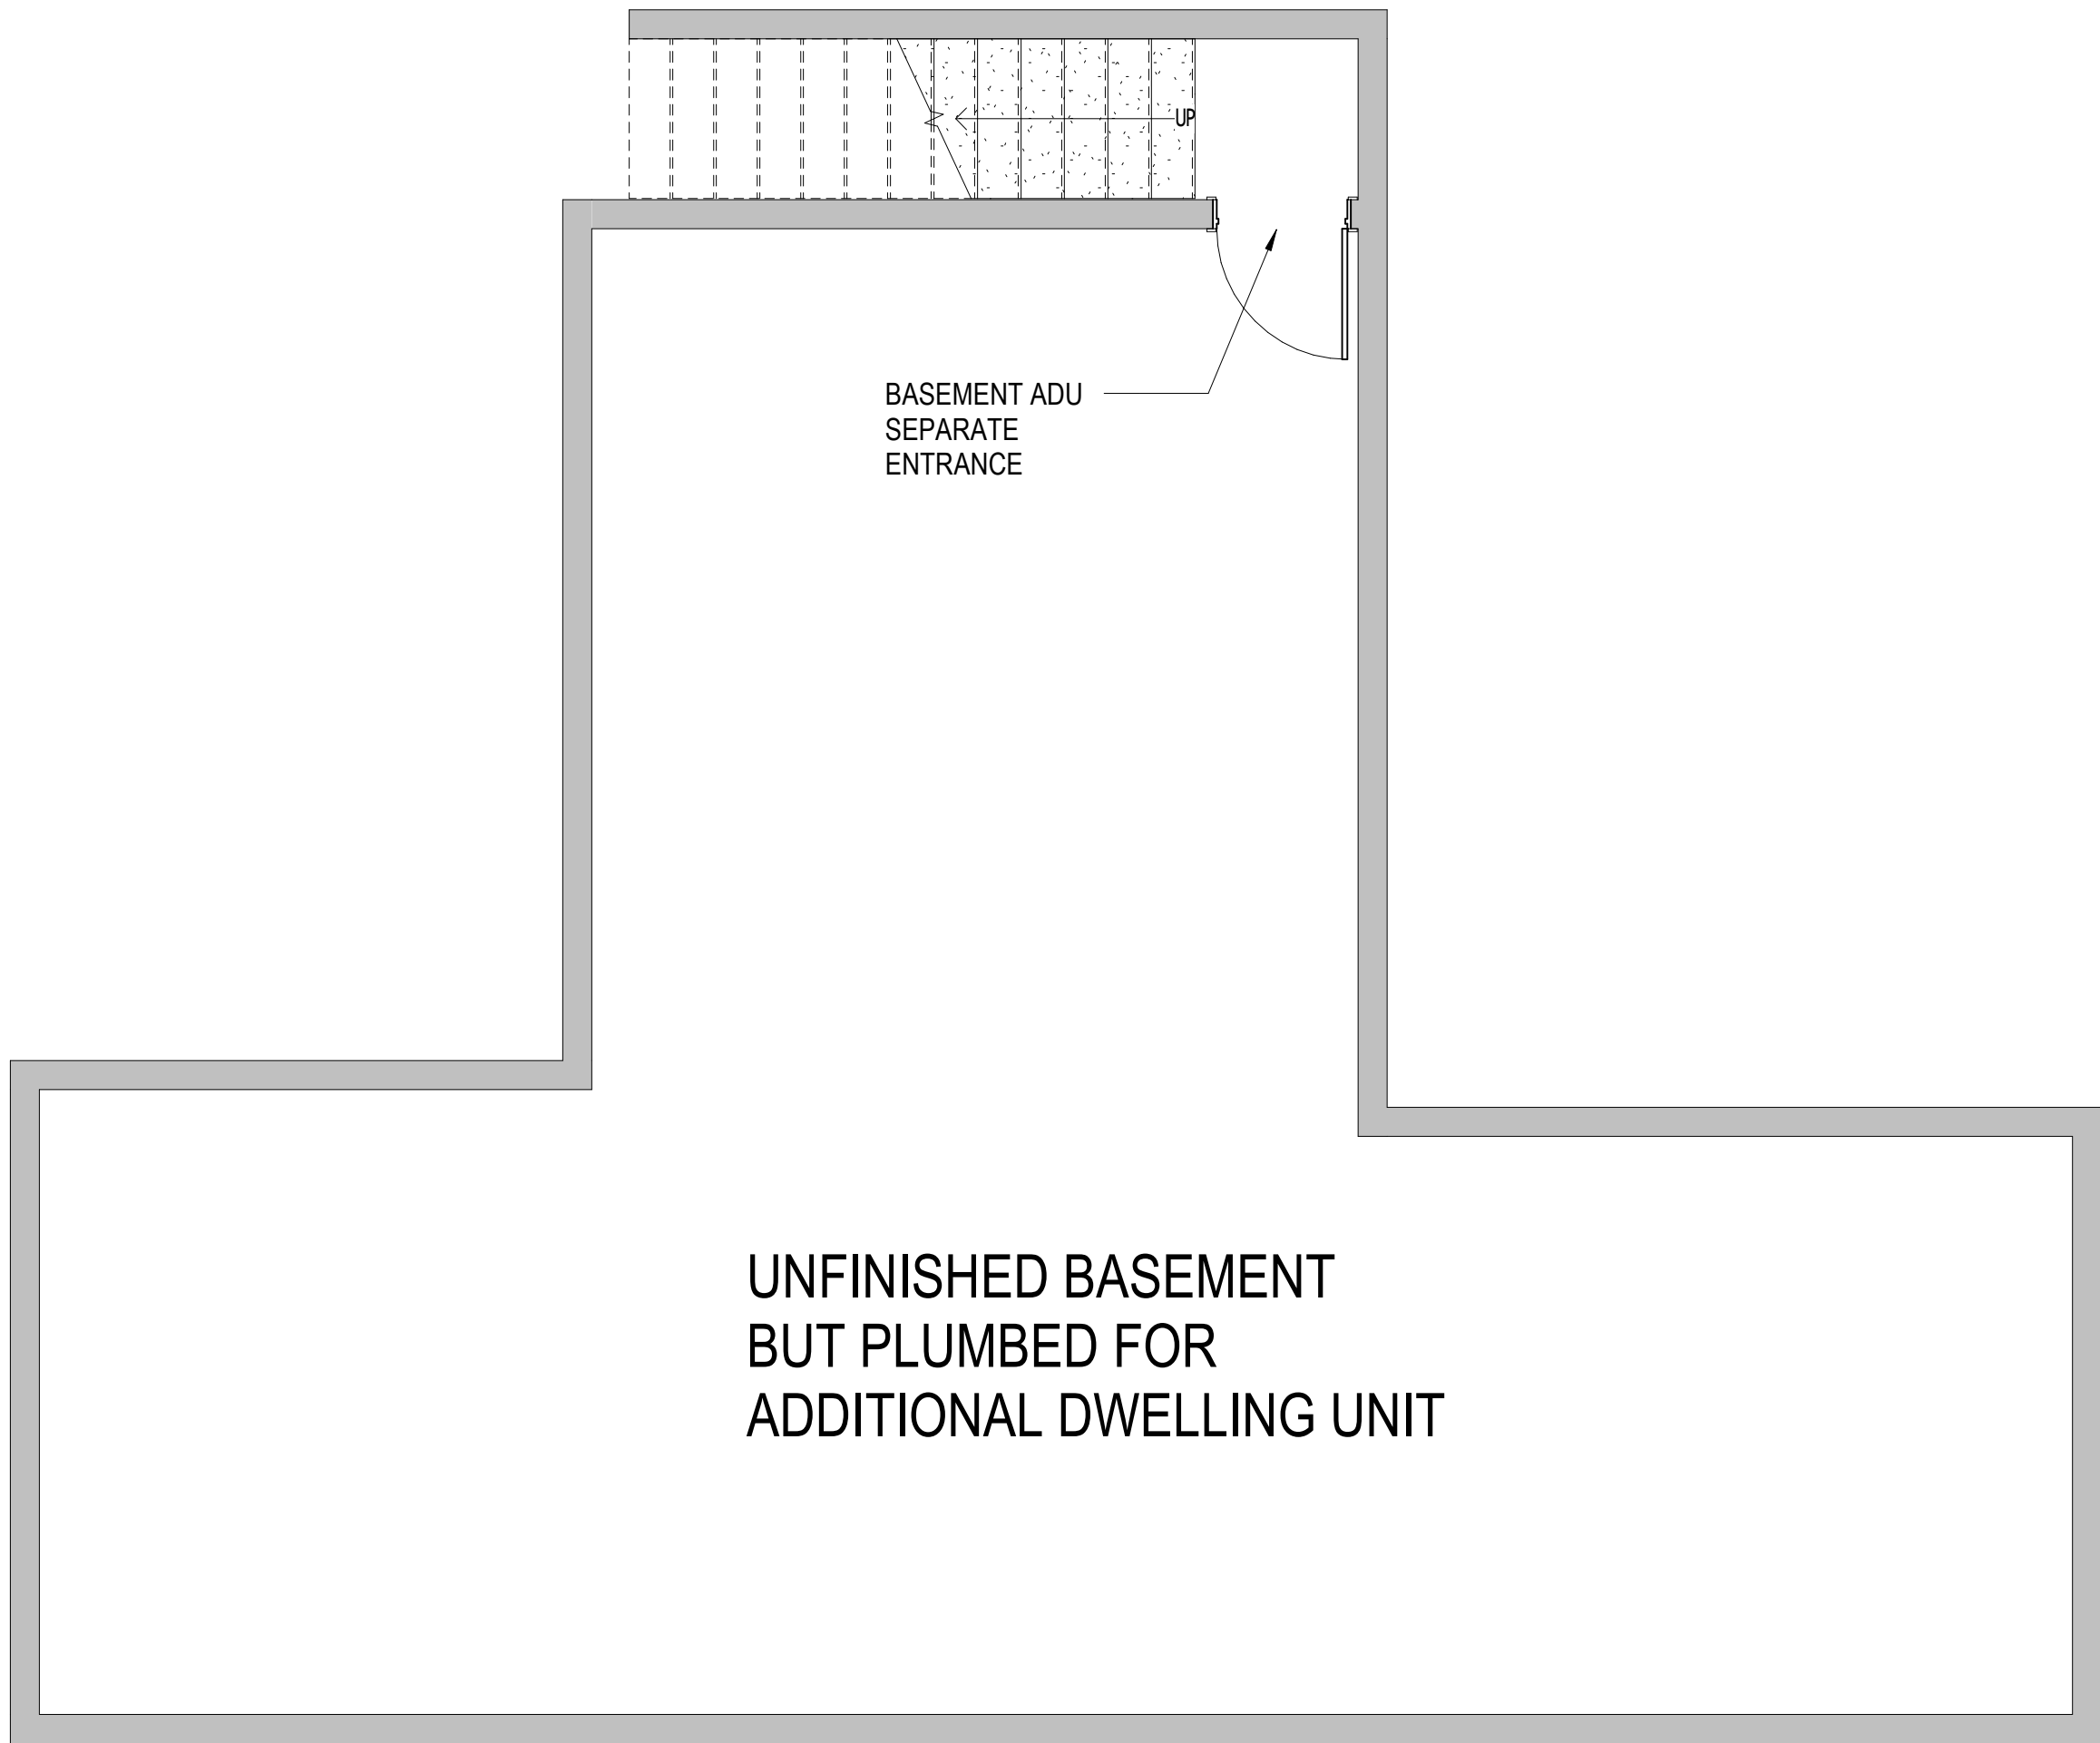 UP
BASEMENT ADU
SEPARATE
ENTRANCE
UNFINISHED BASEMENT
BUT PLUMBED FOR
ADDITIONAL DWELLING UNIT